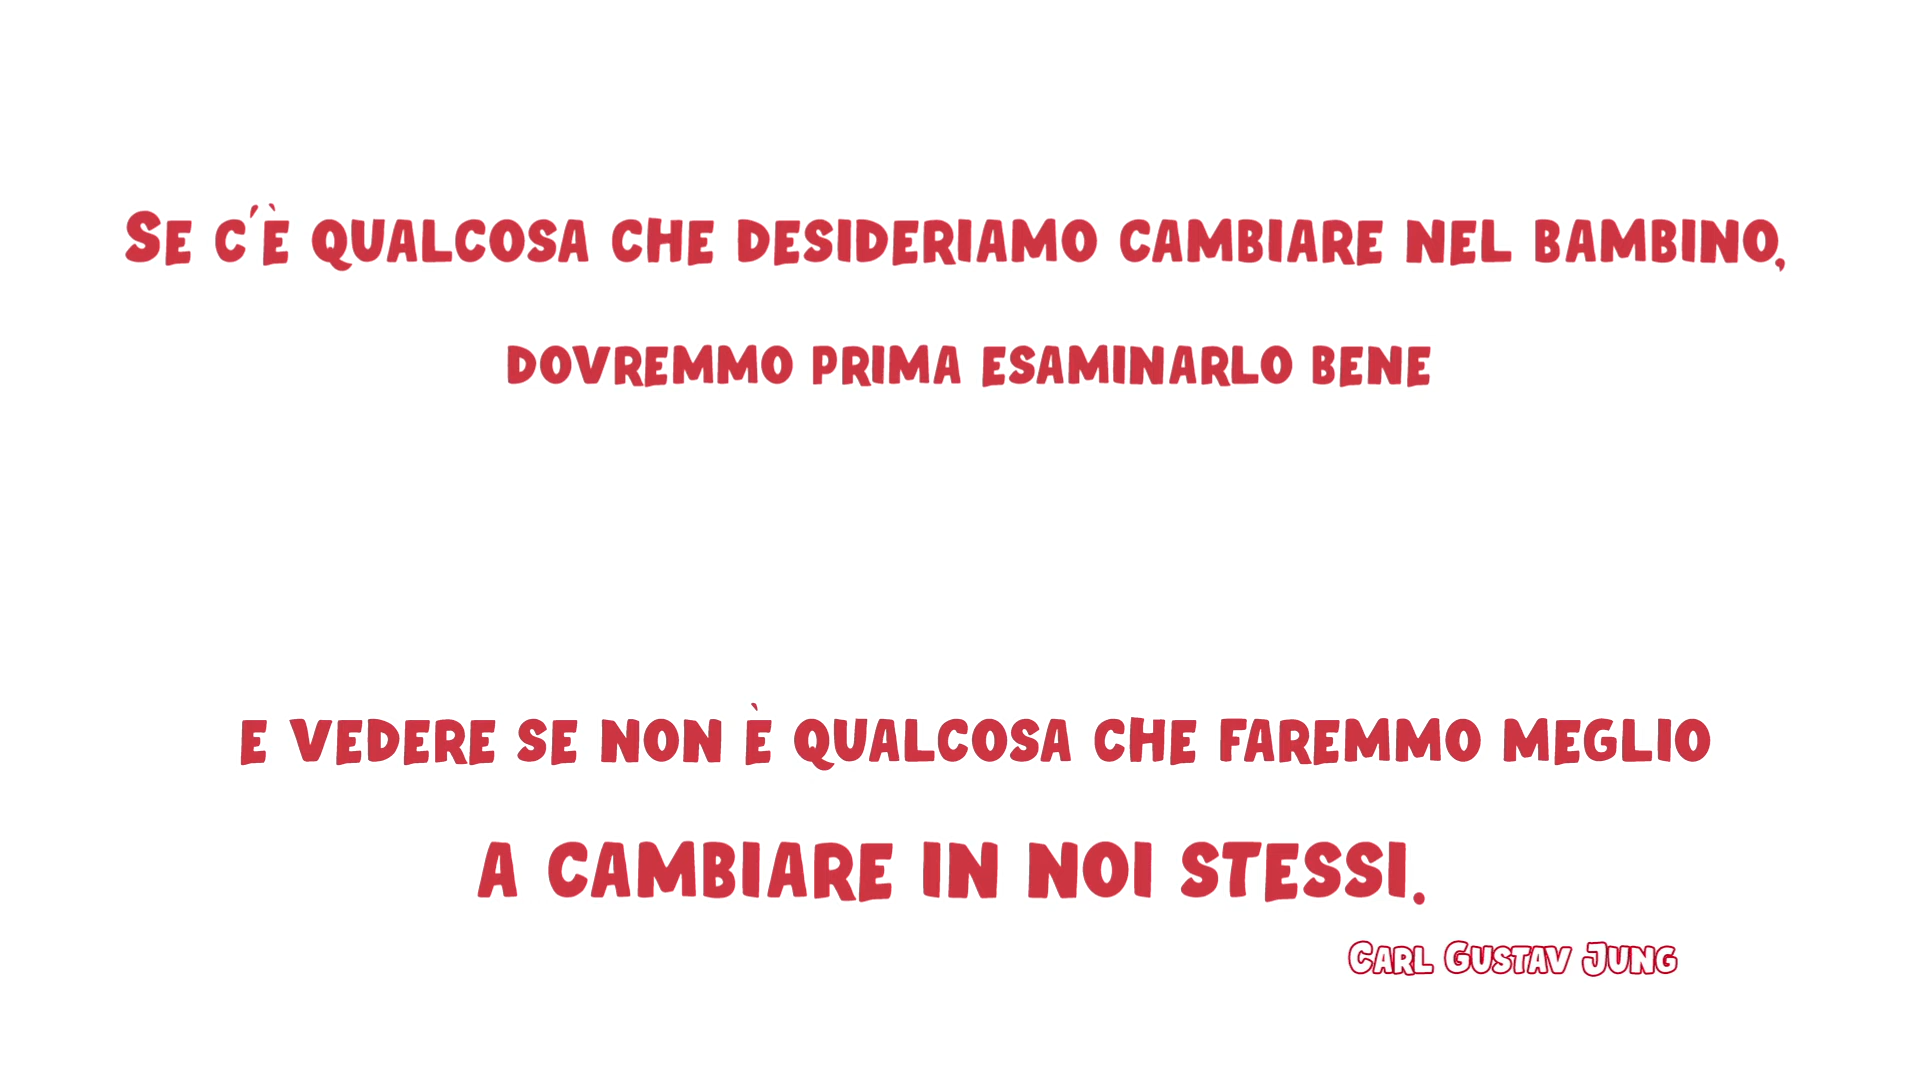 Se c'è qualcosa che desideriamo cambiare nel bambino,
dovremmo prima esaminarlo bene
e vedere se non è qualcosa che faremmo meglio
a cambiare in noi stessi.
Carl Gustav Jung